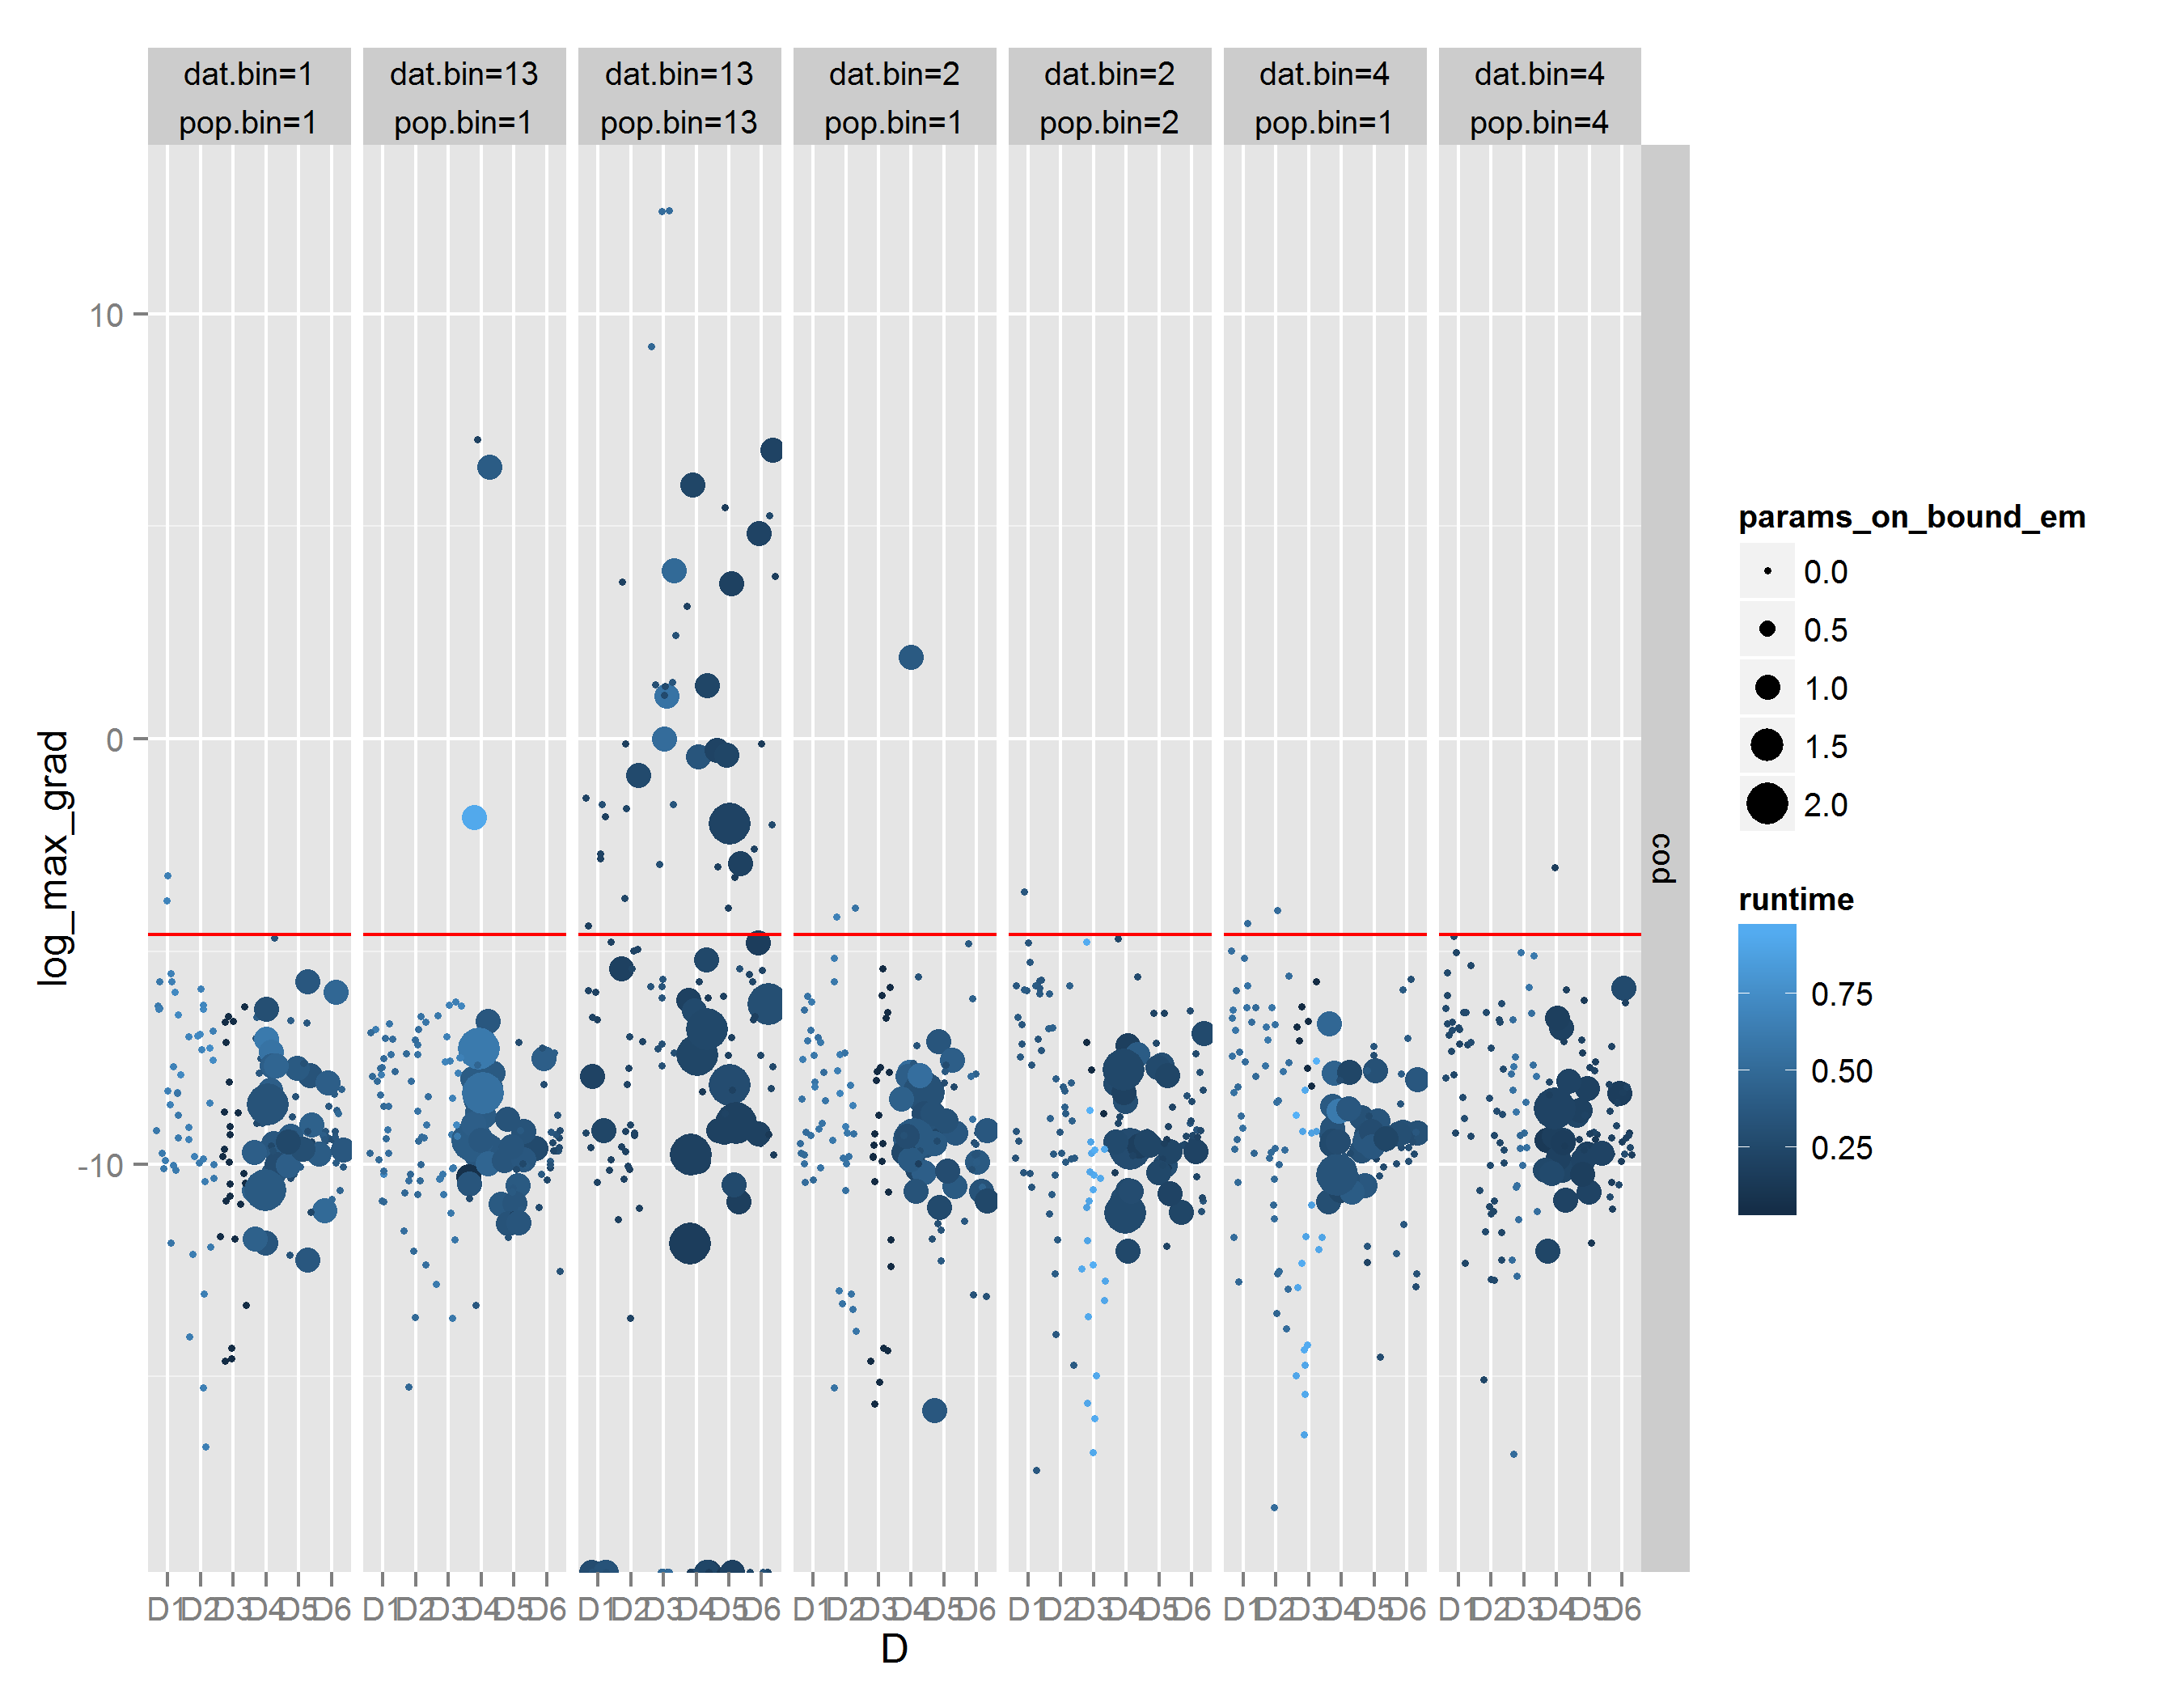 dat.bin=1 dat.bin=13 dat.bin=13 dat.bin=2 dat.bin=2 dat.bin=4 dat.bin=4
pop.bin=1 pop.bin=1 pop.bin=13 pop.bin=1 pop.bin=2 pop.bin=1 pop.bin=4
10
0
-10
log_max_grad
cod
D1 D2 D3 D4 D5 D6 D1 D2 D3 D4 D5 D6 D1 D2 D3 D4 D5 D6 D1 D2 D3 D4 D5 D6 D1 D2 D3 D4 D5 D6 D1 D2 D3 D4 D5 D6 D1 D2 D3 D4 D5 D6
D
params_on_bound_em
0.0
0.5
1.0
1.5
2.0
runtime
0.75
0.50
0.25